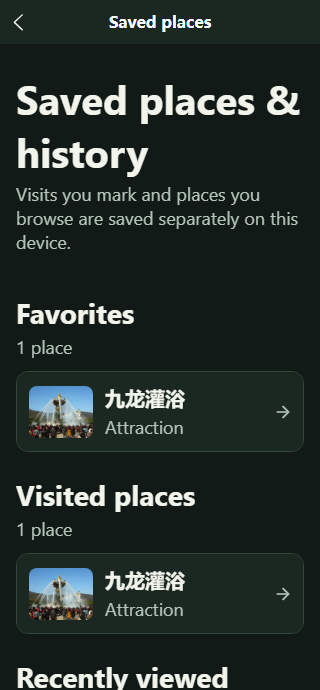 Saved places
Saved places &
history
Visits you mark and places you
browse are saved separately on this
device.
Favorites
1 place
九龙灌浴
Attraction
Visited places
1 place
九龙灌浴
Attraction
Recently viewed